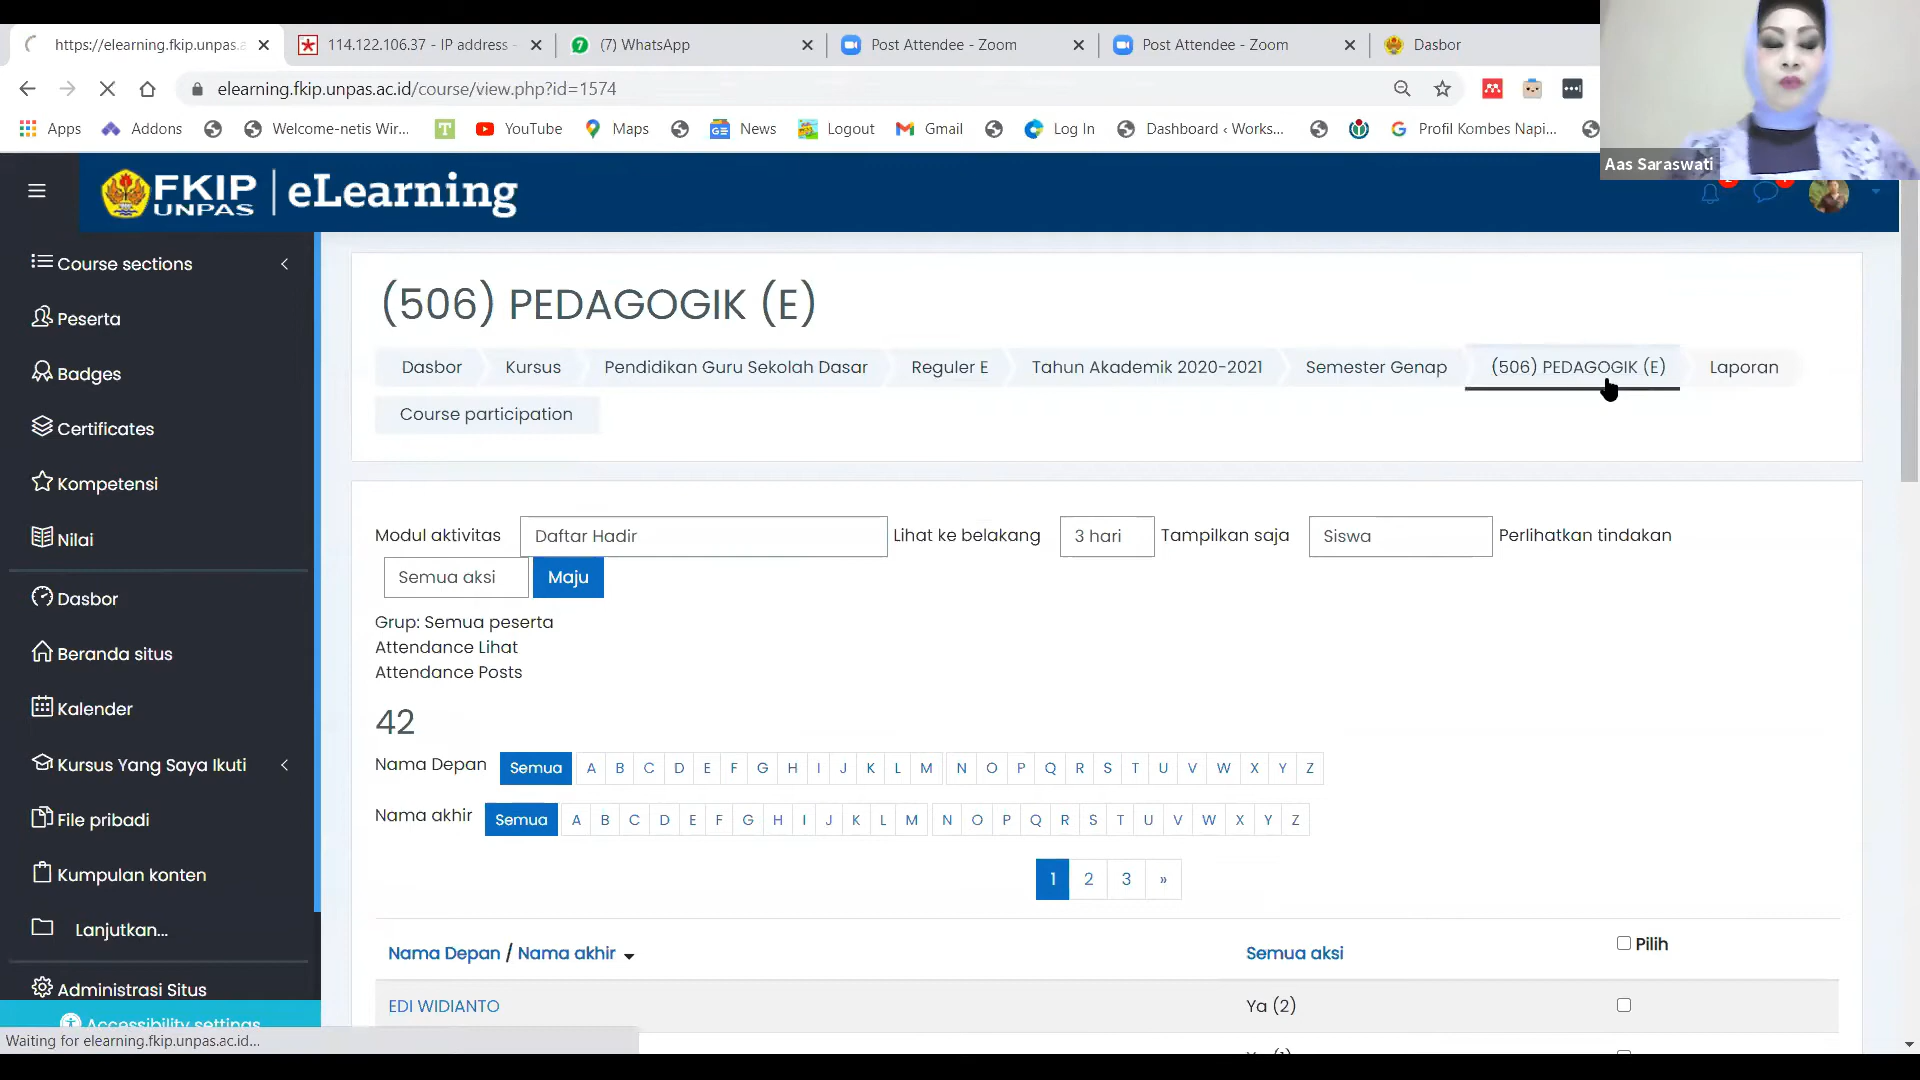 https://elearning.fkip.unpas.a
114.122.106.37 - IP address -
(7) WhatsApp
Post Attendee - Zoom
Post Attendee - Zoom
Dasbor
elearning.fkip.unpas.ac.id/course/view.php?id=1574
Apps
Addons
Welcome-netis Wir...
YouTube
Maps
News
Logout
Gmail
Log In
Dashboard ‹ Works...
Profil Kombes Napi...
Aas Saraswati
FKIP UNPAS | eLearning
Course sections
Peserta
Badges
Certificates
Kompetensi
Nilai
Dasbor
Beranda situs
Kalender
Kursus Yang Saya Ikuti
File pribadi
Kumpulan konten
Lanjutkan...
Administrasi Situs
Accessibility settings
Waiting for elearning.fkip.unpas.ac.id...
(506) PEDAGOGIK (E)
Dasbor
Kursus
Pendidikan Guru Sekolah Dasar
Reguler E
Tahun Akademik 2020-2021
Semester Genap
(506) PEDAGOGIK (E)
Laporan
Course participation
Modul aktivitas Daftar Hadir Lihat ke belakang 3 hari Tampilkan saja Siswa Perlihatkan tindakan
Semua aksi Maju
Grup: Semua peserta
Attendance Lihat
Attendance Posts
42
Nama Depan Semua A B C D E F G H I J K L M N O P Q R S T U V W X Y Z
Nama akhir Semua A B C D E F G H I J K L M N O P Q R S T U V W X Y Z
1 2 3 »
Nama Depan / Nama akhir Semua aksi Pilih
EDI WIDIANTO Ya (2)